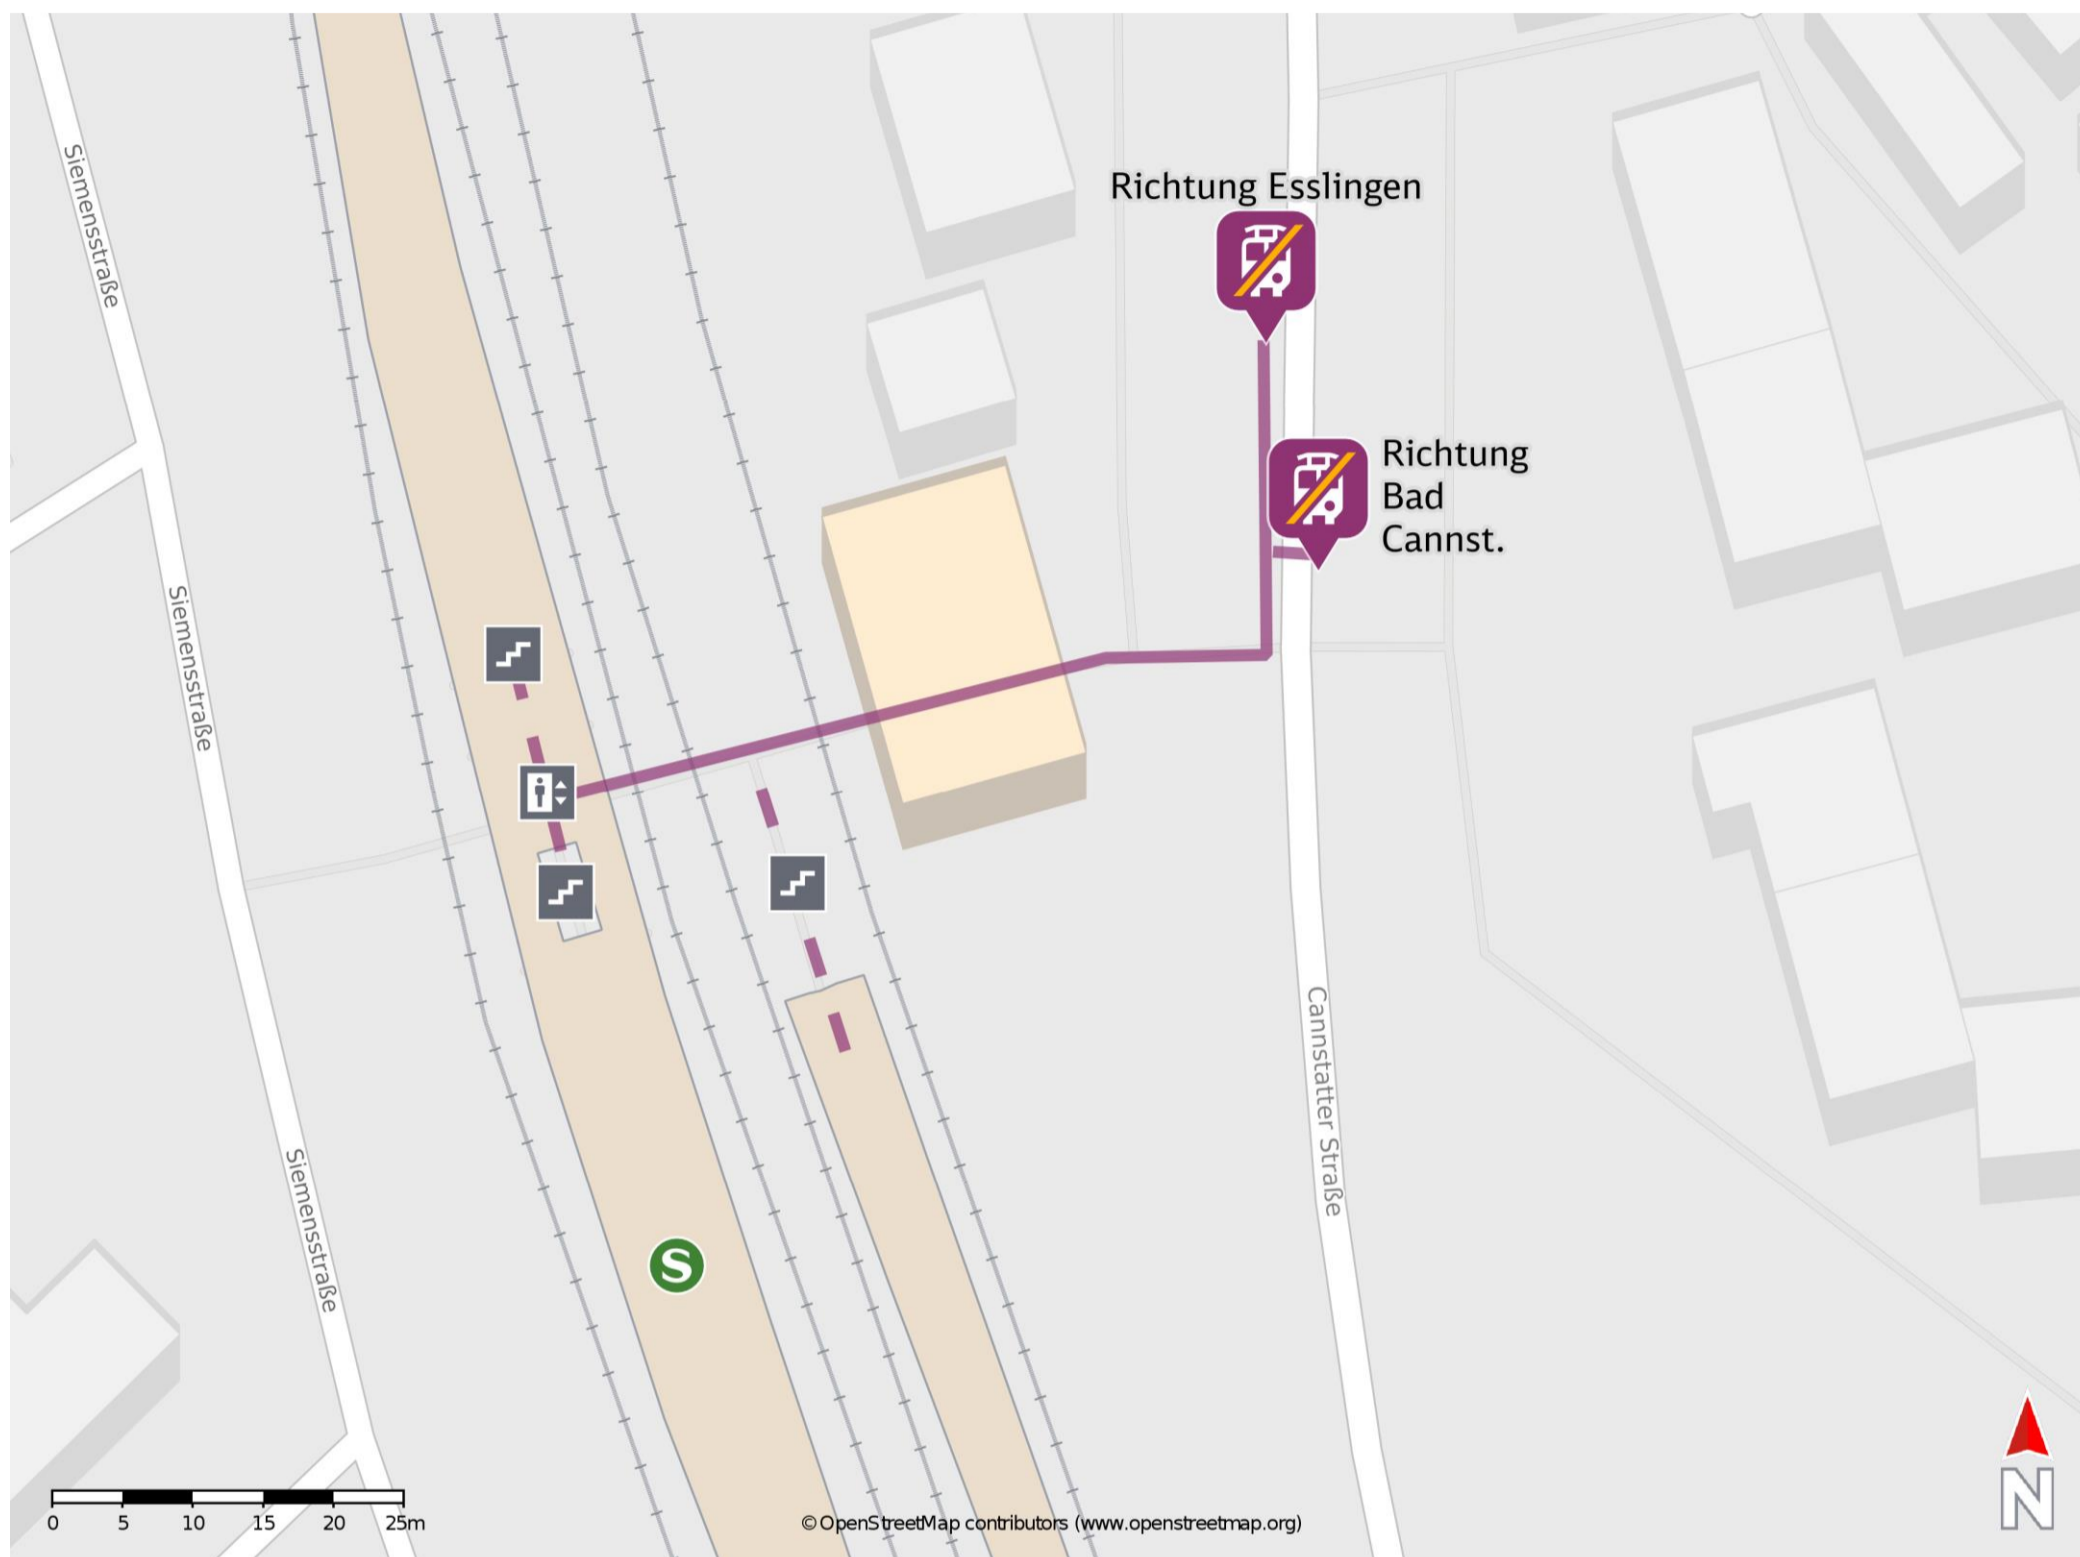 Siemensstraße
Richtung Esslingen
Richtung
Bad
Cannst.
Siemensstraße
Cannstatter Straße
Siemensstraße
S
N
0 5 10 15 20 25m
©OpenStreetMap contributors (www.openstreetmap.org)